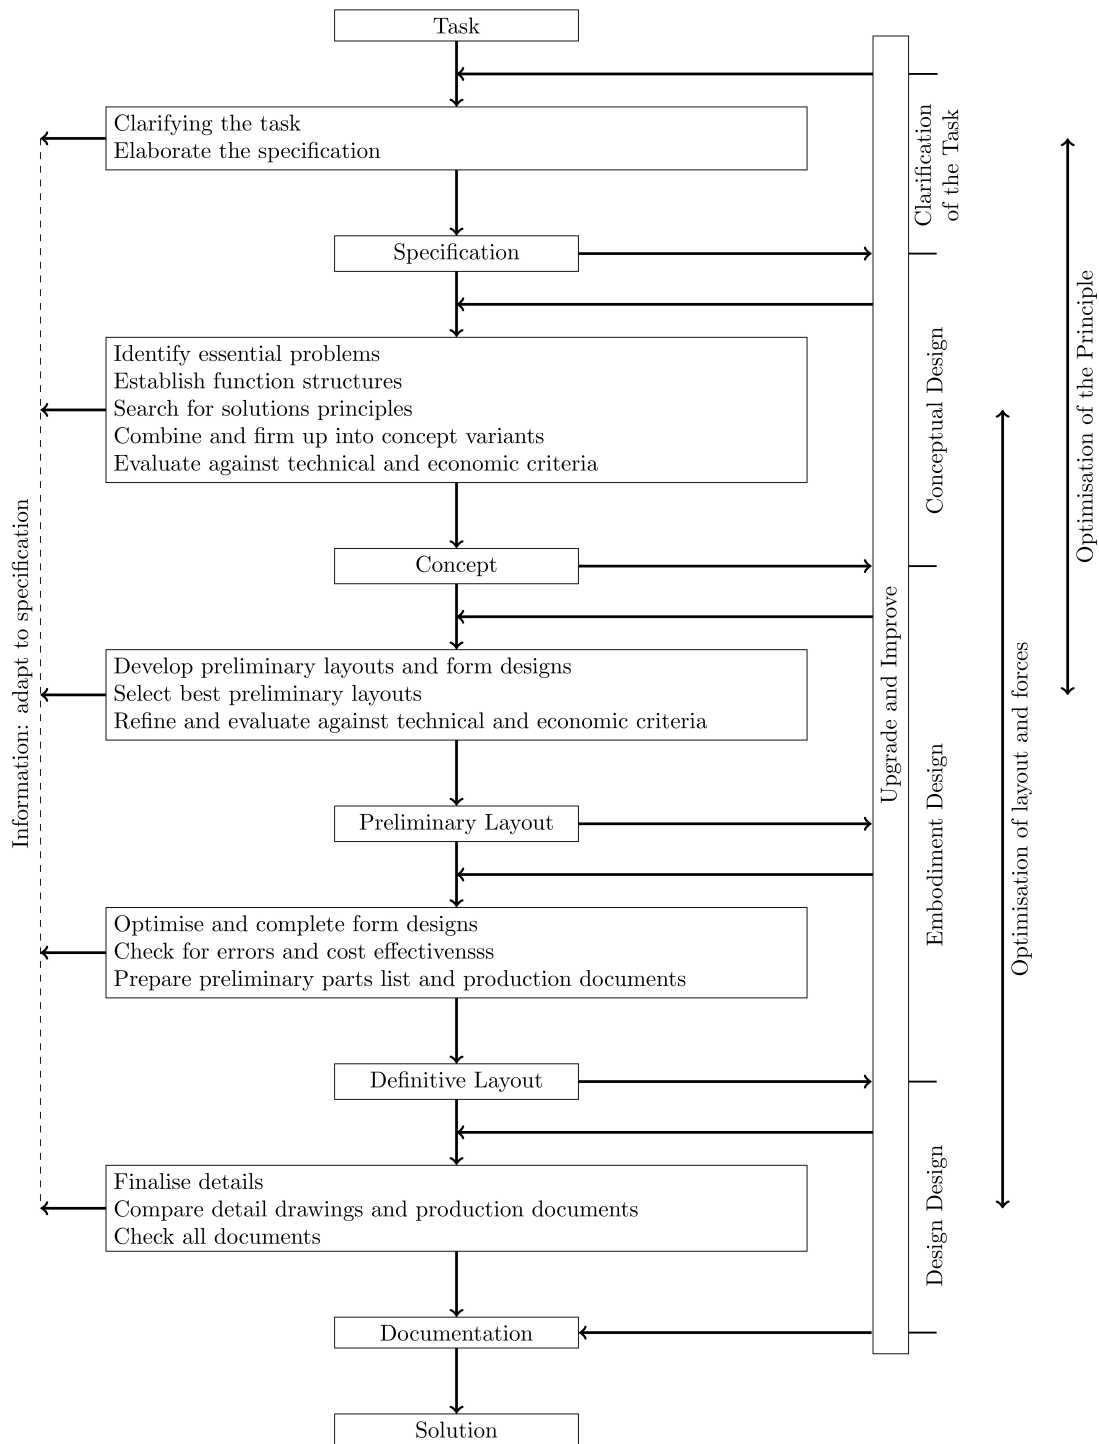 Task
Clarifying the task
Elaborate the specification
Specification
Identify essential problems
Establish function structures
Search for solutions principles
Combine and firm up into concept variants
Evaluate against technical and economic criteria
Concept
Develop preliminary layouts and form designs
Select best preliminary layouts
Refine and evaluate against technical and economic criteria
Preliminary Layout
Optimise and complete form designs
Check for errors and cost effectivensss
Prepare preliminary parts list and production documents
Definitive Layout
Finalise details
Compare detail drawings and production documents
Check all documents
Documentation
Solution
Information: adapt to specification
Upgrade and Improve
Clarification
of the Task
Conceptual Design
Embodiment Design
Design Design
Optimisation of layout and forces
Optimisation of the Principle